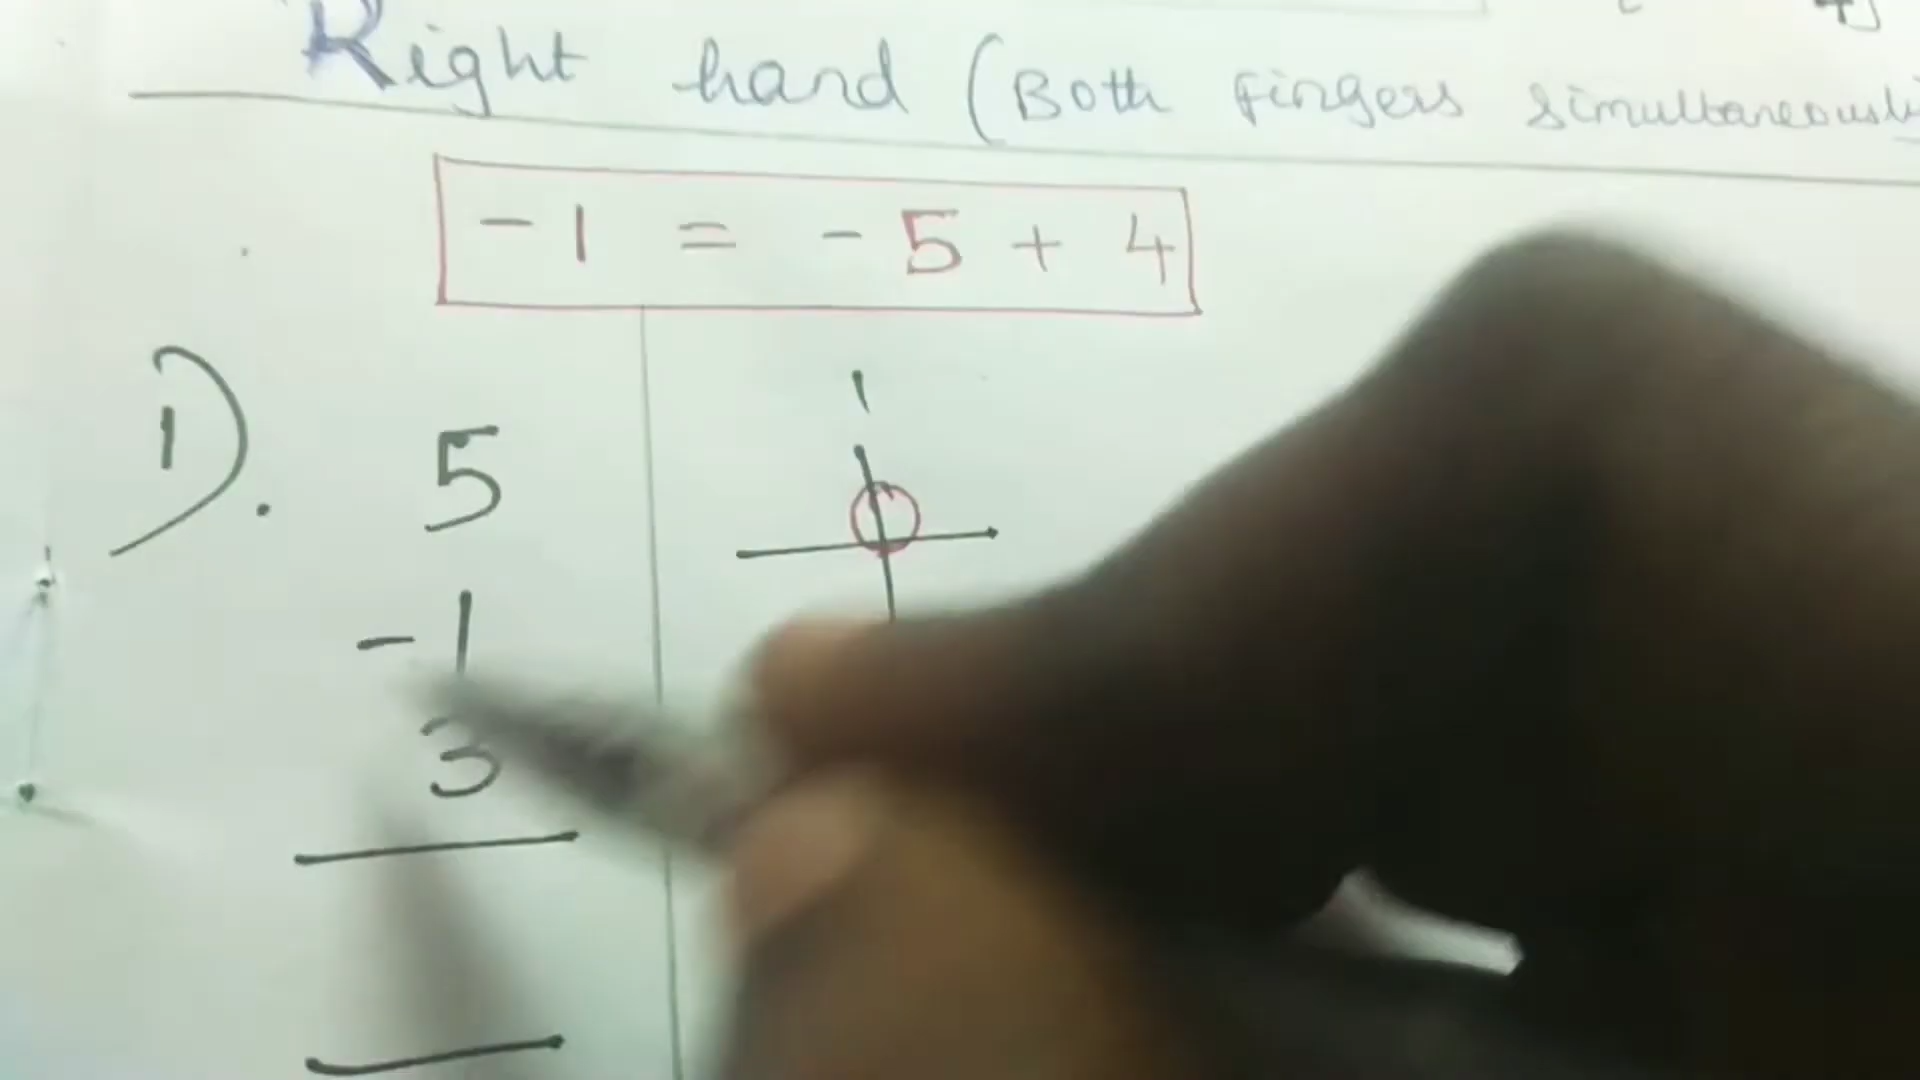 Right hand (Both fingers simultaneously
-1 = -5 + 4
1).
5
-1
3